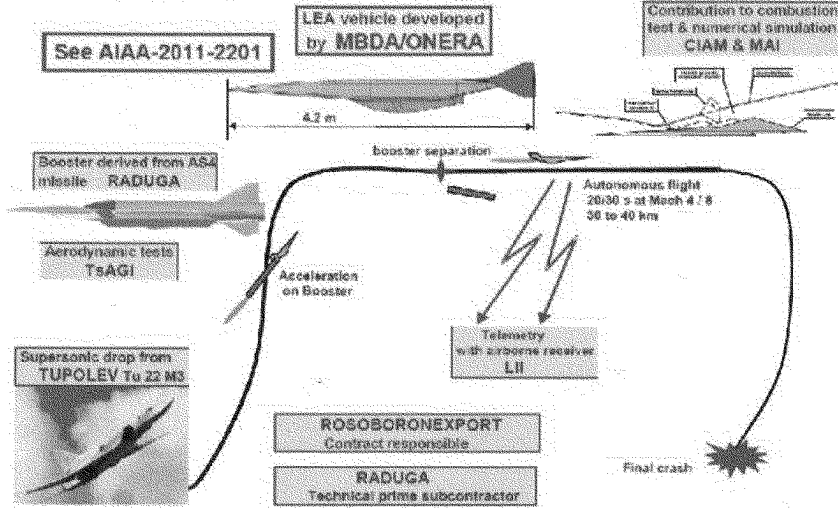 See AIAA-2011-2201
LEA vehicle developed
by MBDA/ONERA
Contribution to combustion
test & numerical simulation
CIAM & MAI
4.2 m
booster separation
Booster derived from AS4
missile RADUGA
Autonomous flight
20/30 s at Mach 4 / 8
30 to 40 km
Aerodynamic tests
TsAGI
Acceleration
on Booster
Telemetry
with airborne receiver
LII
Supersonic drop from
TUPOLEV Tu 22 M3
ROSOBORONEXPORT
Contract responsible
RADUGA
Technical prime subcontractor
Final crash